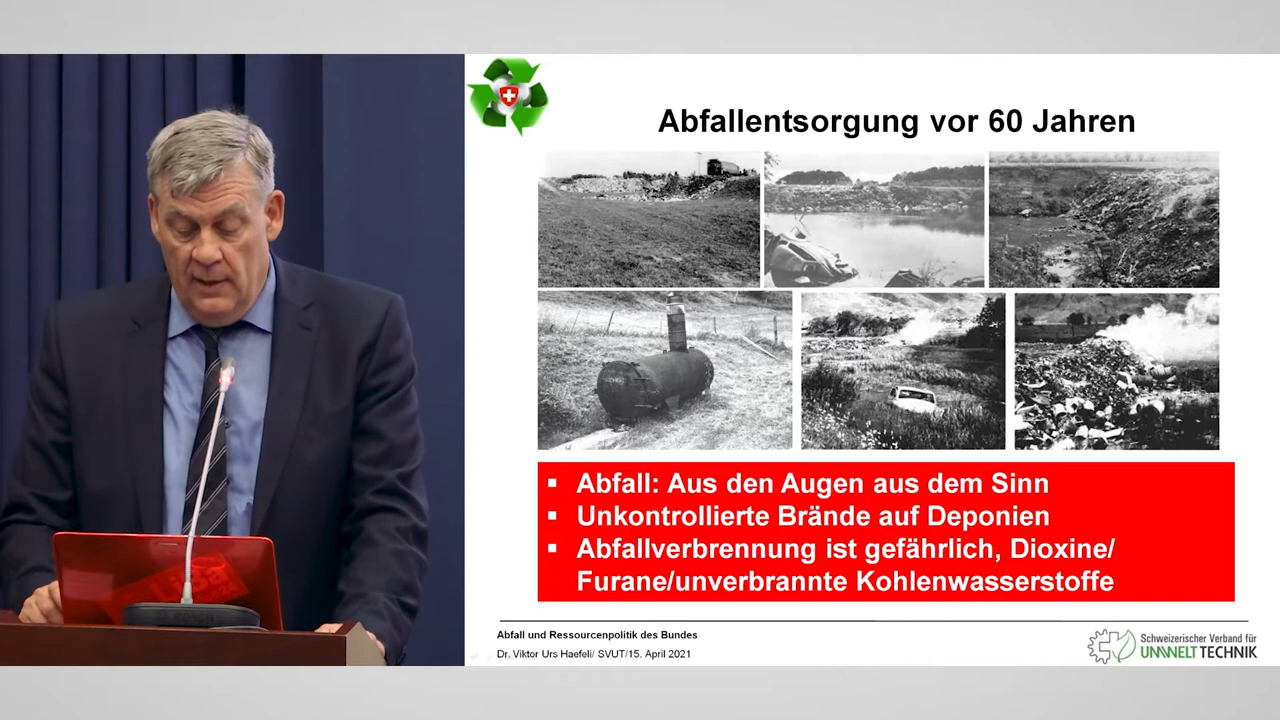 Abfallentsorgung vor 60 Jahren
▪ Abfall: Aus den Augen aus dem Sinn
▪ Unkontrollierte Brände auf Deponien
▪ Abfallverbrennung ist gefährlich, Dioxine/
Furane/unverbrannte Kohlenwasserstoffe
Abfall und Ressourcenpolitik des Bundes
Dr. Viktor Urs Haefeli/ SVUT/15. April 2021
Schweizerischer Verband für
UMWELTTECHNIK